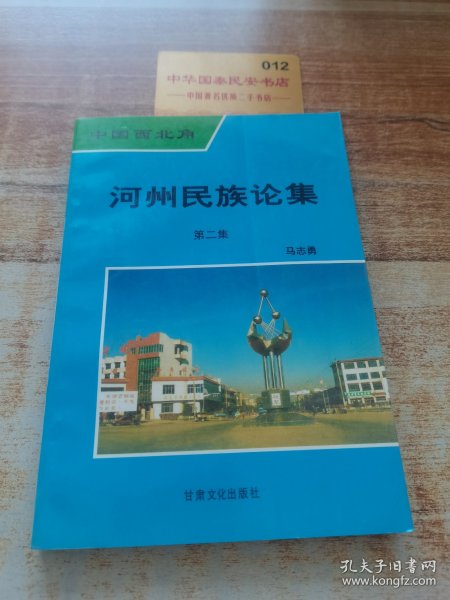 012
中华国泰民安书店
中国著名优质二手书店
中国西北角
河州民族论集
第二集
马志勇
甘肃文化出版社
孔夫子旧书网
www.kongfz.com